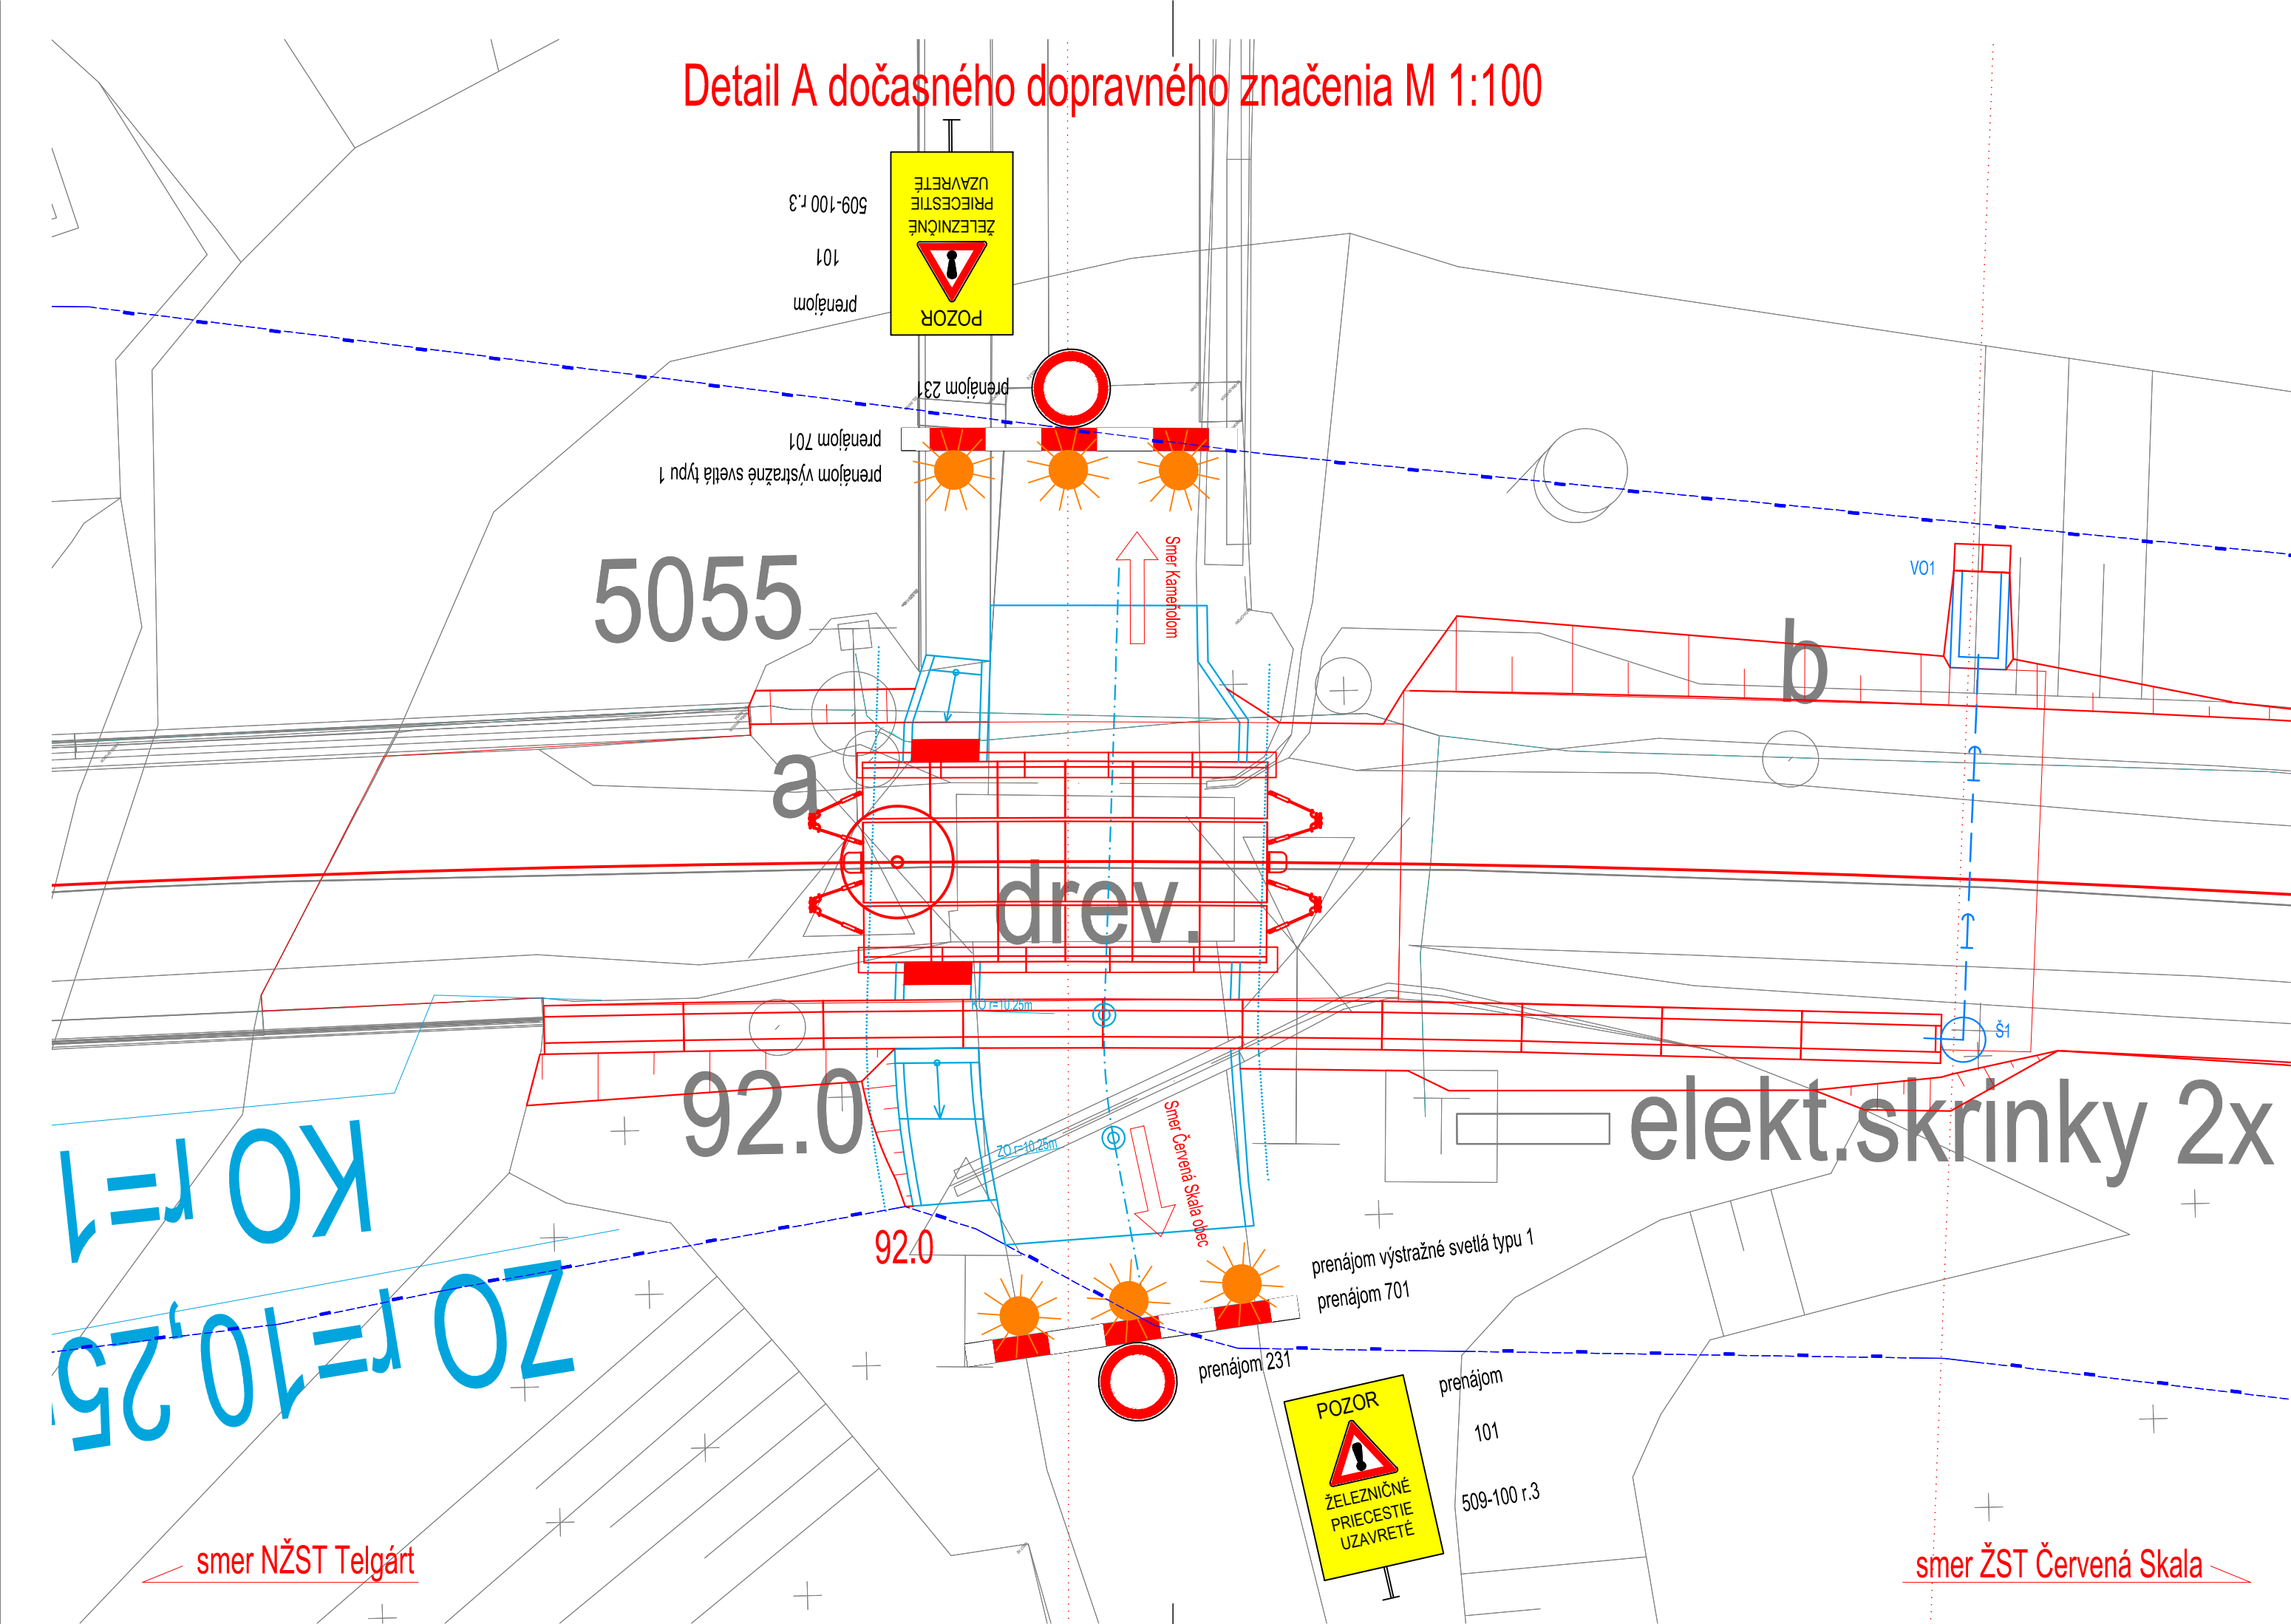 Detail A dočasného dopravného značenia M 1:100
UZAVRETÉ
PRIECESTIE
ŽELEZNIČNÉ
POZOR
509-100 r.3
101
prenájom
prenájom 231
prenájom 701
prenájom výstražné svetlá typu 1
Smer Kameňolom
5055
VO1
b
a
drev.
KO r=10,25m
Š1
92.0
ZO r=10,25m
Smer Červená Skala obec
elekt.skrinky 2x
KO r=1
ZO r=10,25
92.0
prenájom výstražné svetlá typu 1
prenájom 701
prenájom 231
prenájom
101
509-100 r.3
POZOR
ŽELEZNIČNÉ
PRIECESTIE
UZAVRETÉ
smer NŽST Telgárt
smer ŽST Červená Skala